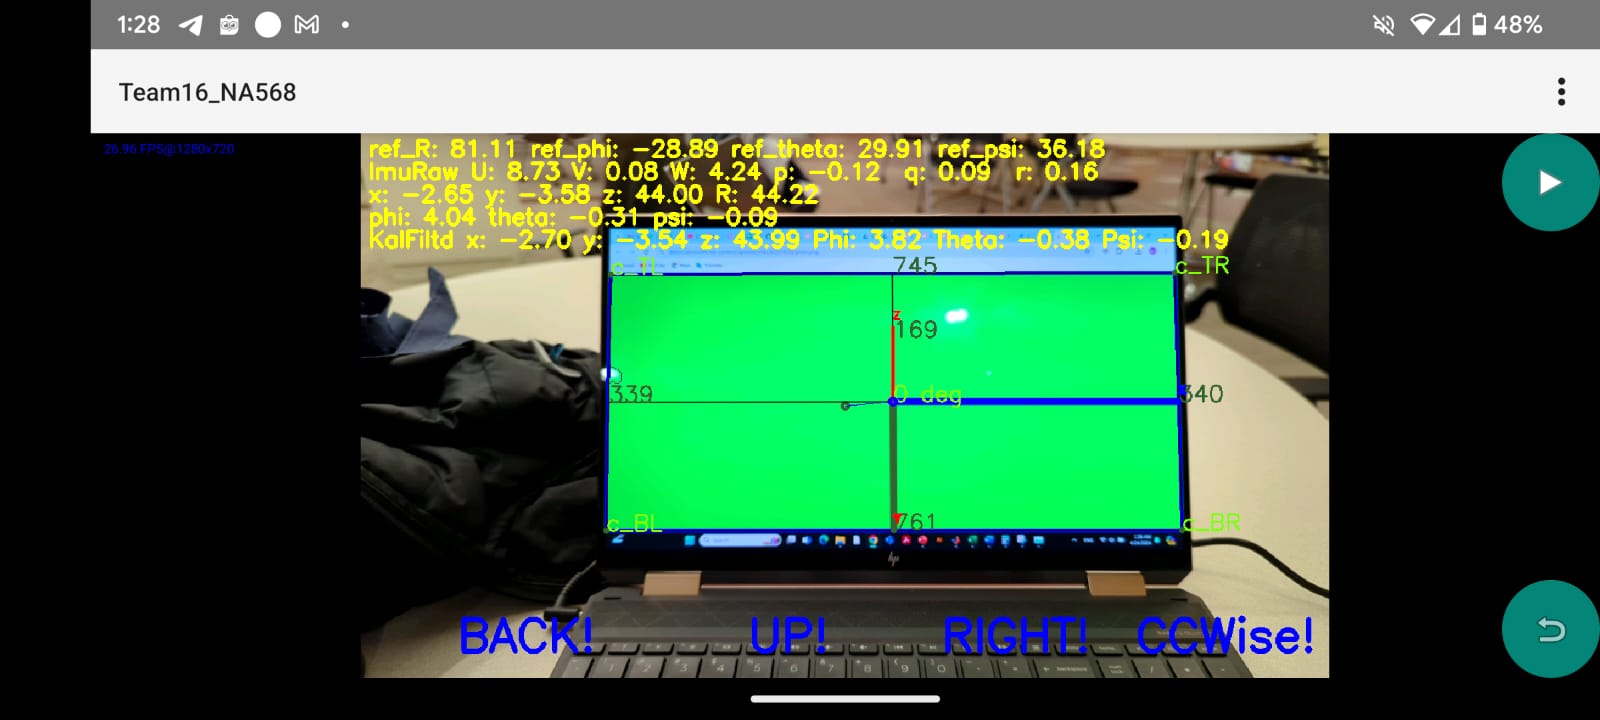 1:28
48%
Team16_NA568
26.96 FPS@1280x720
ref_R: 81.11 ref_phi: −28.89 ref_theta: 29.91 ref_psi: 36.18
ImuRaw U: 8.73 V: 0.08 W: 4.24 p: −0.12 q: 0.09 r: 0.16
x: −2.65 y: −3.58 z: 44.00 R: 44.22
phi: 4.04 theta: −0.31 psi: −0.09
KalFiltd x: −2.70 y: −3.54 z: 43.99 Phi: 3.82 Theta: −0.38 Psi: −0.19
c_TL 745 c_TR
z
169
339 0 deg 340
c_BL 761 c_BR
Search
hp
BACK! UP! RIGHT! CCWise!